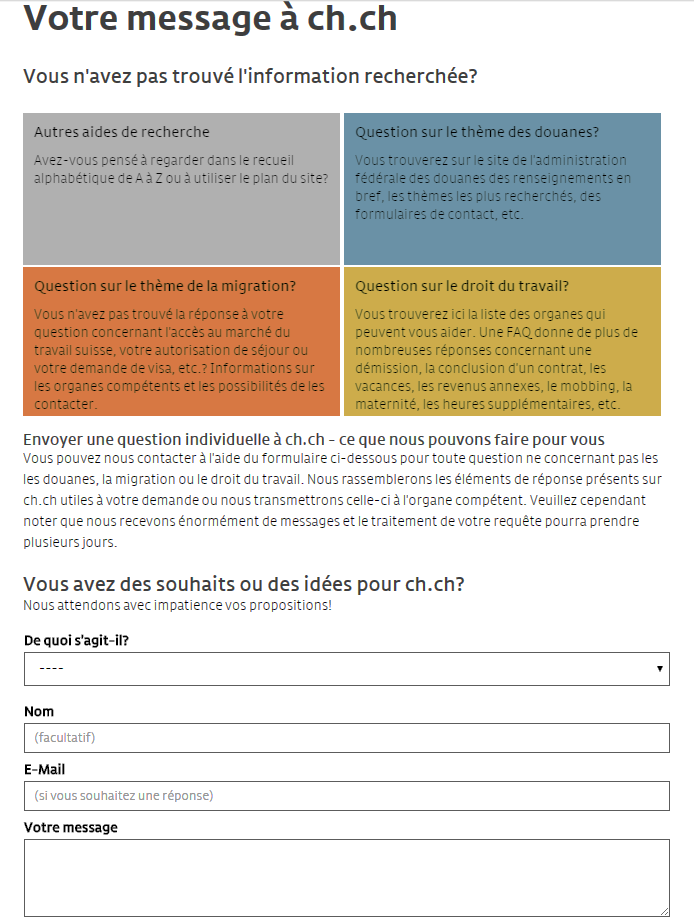 Votre message à ch.ch
Vous n'avez pas trouvé l'information recherchée?
Autres aides de recherche
Avez-vous pensé à regarder dans le recueil
alphabétique de A à Z ou à utiliser le plan du site?
Question sur le thème des douanes?
Vous trouverez sur le site de l'administration
fédérale des douanes des renseignements en
bref, les thèmes les plus recherchés, des
formulaires de contact, etc.
Question sur le thème de la migration?
Vous n'avez pas trouvé la réponse à votre
question concernant l'accès au marché du
travail suisse, votre autorisation de séjour ou
votre demande de visa, etc.? Informations sur
les organes compétents et les possibilités de les
contacter.
Question sur le droit du travail?
Vous trouverez ici la liste des organes qui
peuvent vous aider. Une FAQ donne de plus de
nombreuses réponses concernant une
démission, la conclusion d'un contrat, les
vacances, les revenus annexes, le mobbing, la
maternité, les heures supplémentaires, etc.
Envoyer une question individuelle à ch.ch - ce que nous pouvons faire pour vous
Vous pouvez nous contacter à l'aide du formulaire ci-dessous pour toute question ne concernant pas les
les douanes, la migration ou le droit du travail. Nous rassemblerons les éléments de réponse présents sur
ch.ch utiles à votre demande ou nous transmettrons celle-ci à l'organe compétent. Veuillez cependant
noter que nous recevons énormément de messages et le traitement de votre requête pourra prendre
plusieurs jours.
Vous avez des souhaits ou des idées pour ch.ch?
Nous attendons avec impatience vos propositions!
De quoi s'agit-il?
----
Nom
(facultatif)
E-Mail
(si vous souhaitez une réponse)
Votre message